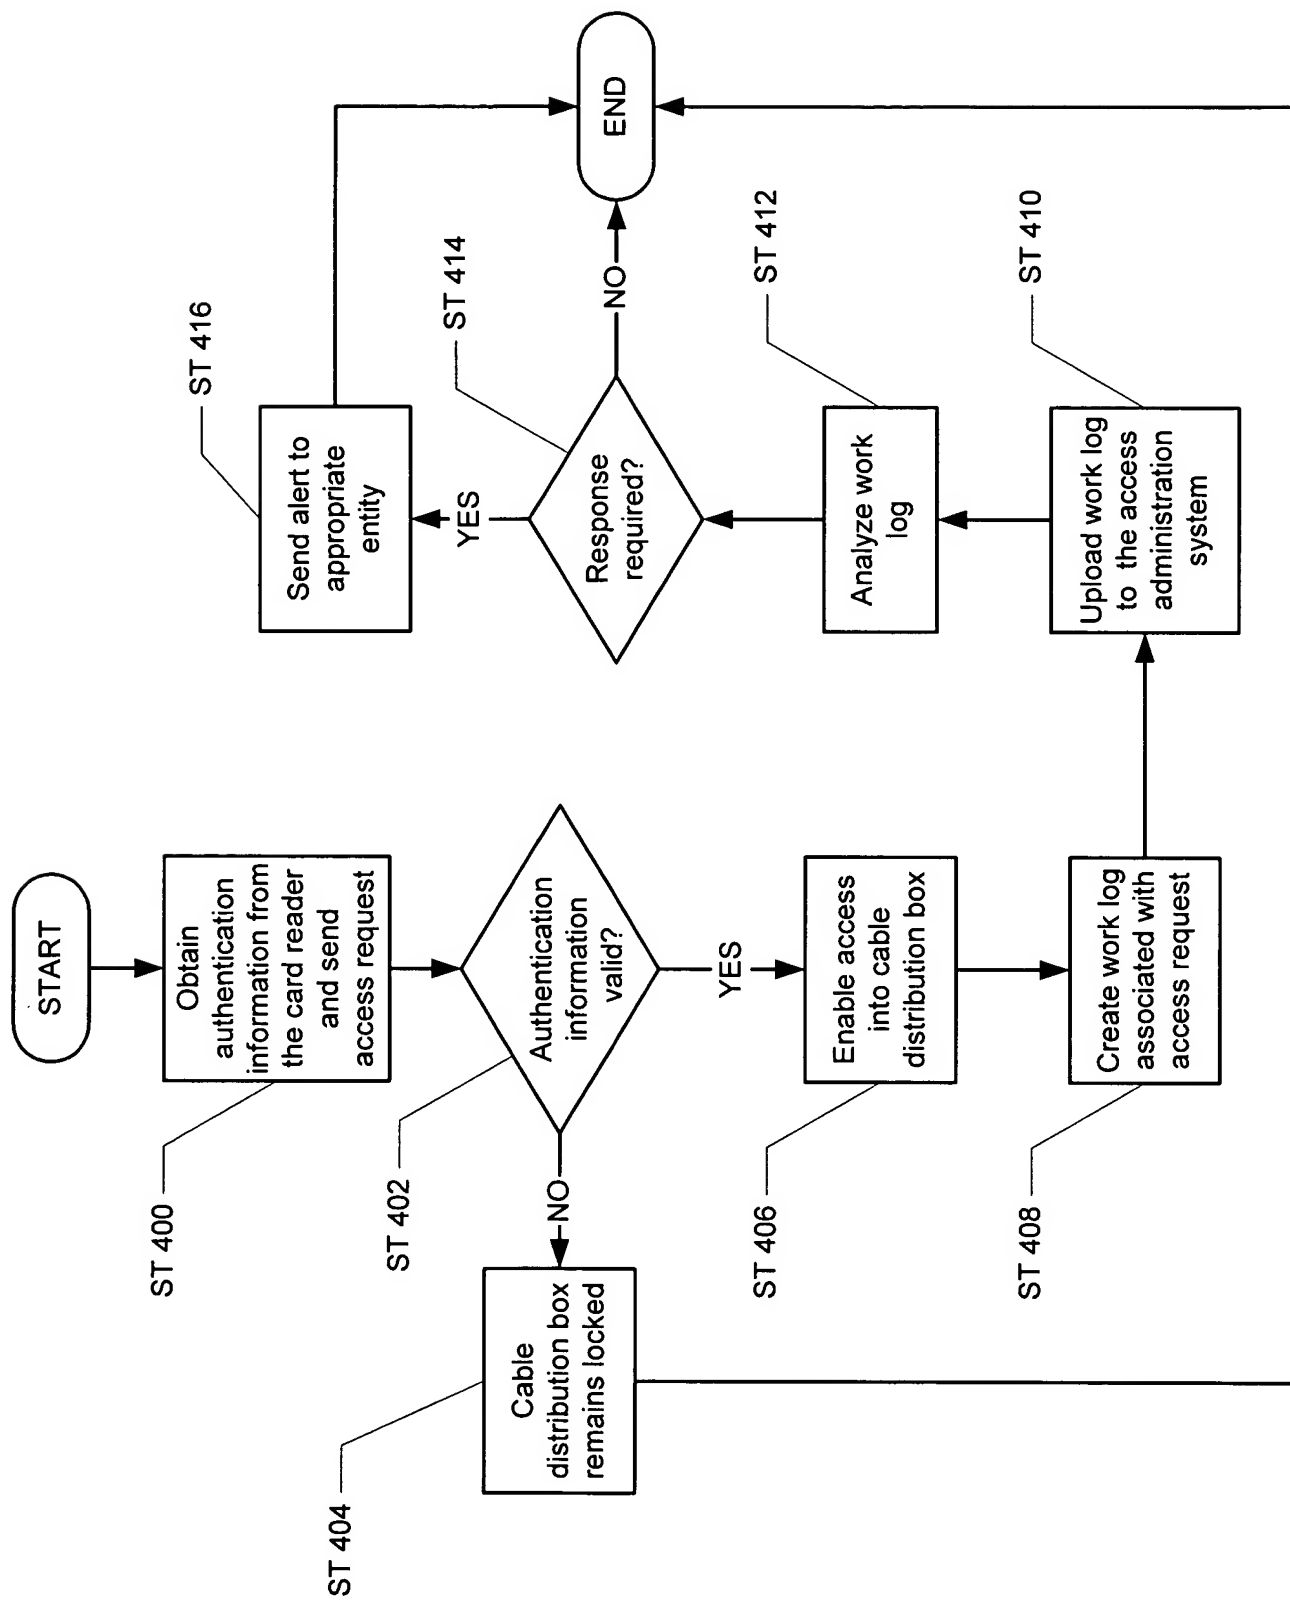 START
Obtain
authentication
information from
the card reader
and send
access request
ST 400
Authentication
information
valid?
ST 402
NO
YES
Cable
distribution box
remains locked
ST 404
Enable access
into cable
distribution box
ST 406
Create work log
associated with
access request
ST 408
Upload work log
to the access
administration
system
ST 410
Analyze work
log
ST 412
Response
required?
ST 414
YES
NO
Send alert to
appropriate
entity
ST 416
END